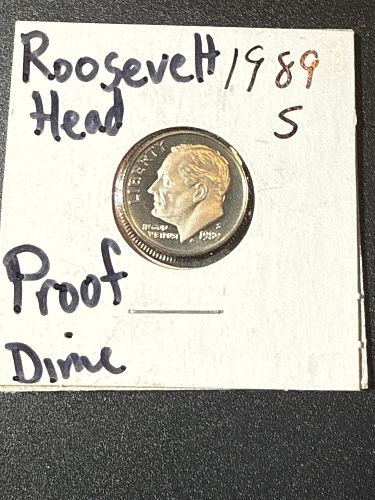 Roosevelt 1989
Head S
LIBERTY
IN GOD
WE TRUST
S
1989
Proof
Dime